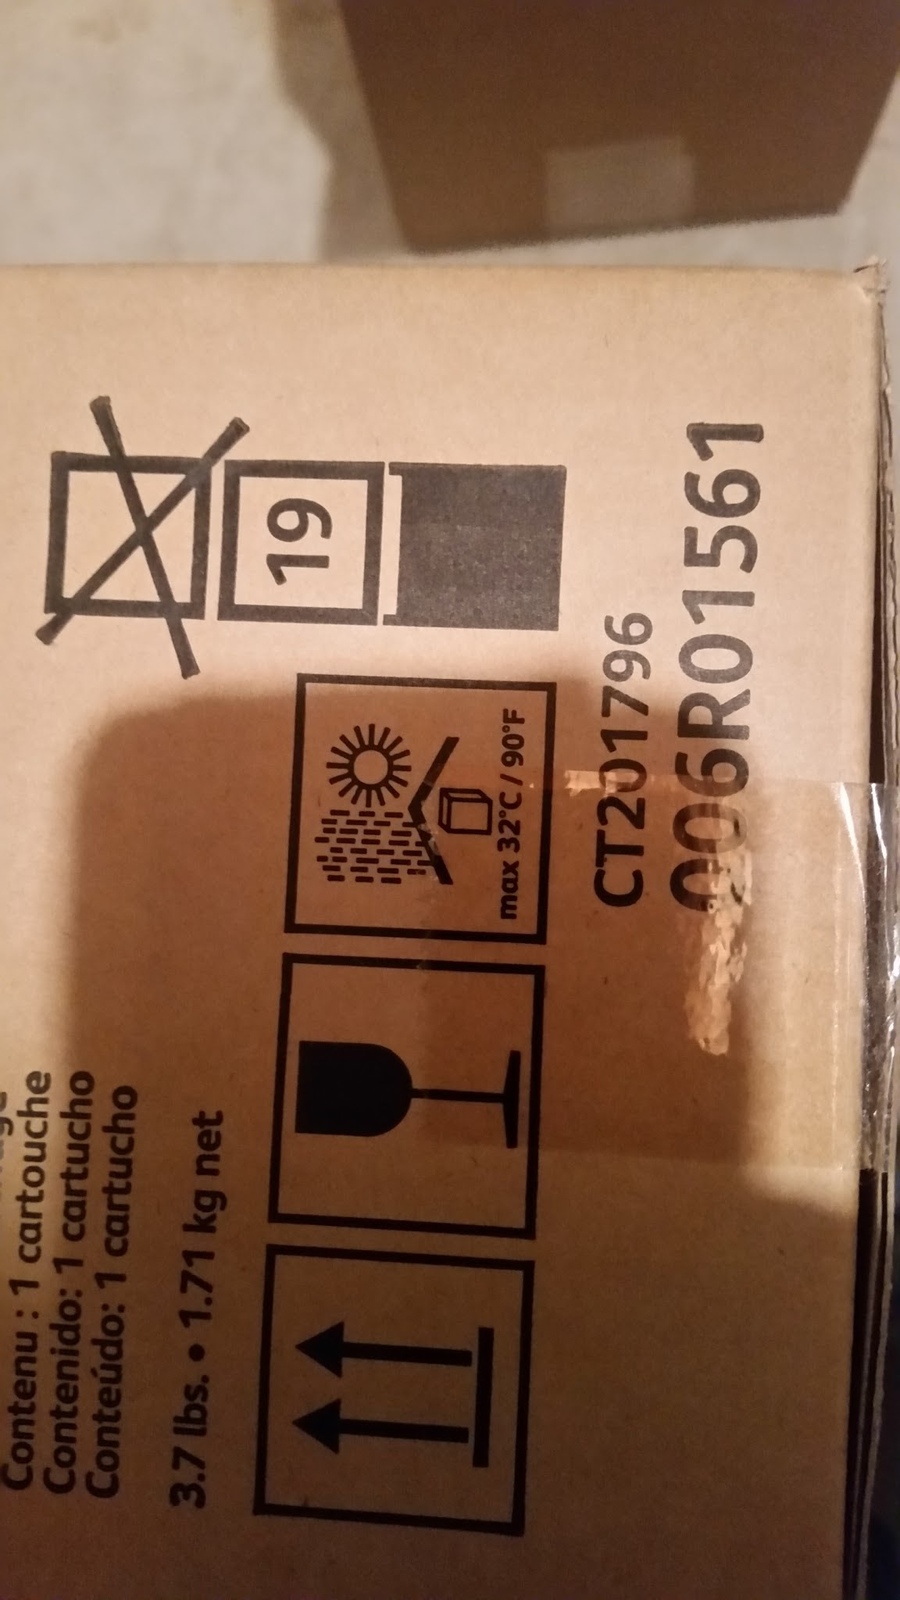 Contenu : 1 cartouche
Contenido: 1 cartucho
Conteúdo: 1 cartucho
3.7 lbs. • 1.71 kg net
19
max 32°C / 90°F
CT201796
006R01561